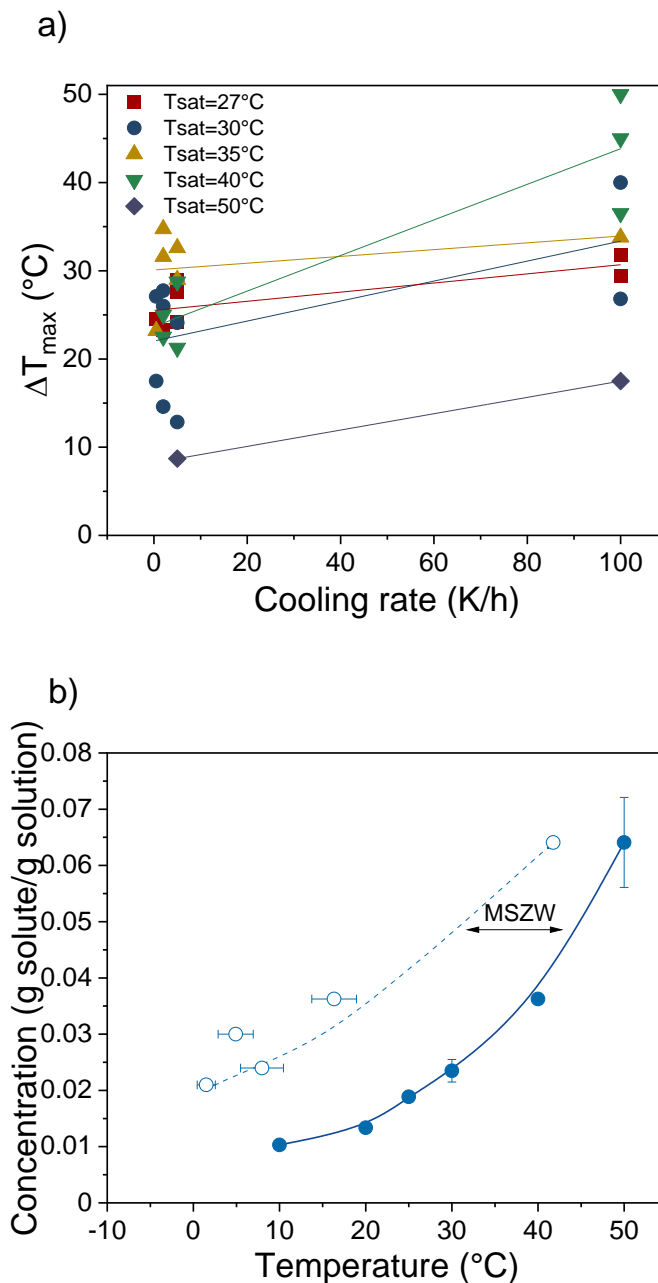 a)
50
40
30
20
10
0
ΔTmax (°C)
Tsat=27°C
Tsat=30°C
Tsat=35°C
Tsat=40°C
Tsat=50°C
0 20 40 60 80 100
Cooling rate (K/h)
b)
Concentration (g solute/g solution)
0.08
0.07
0.06
0.05
0.04
0.03
0.02
0.01
0
MSZW
-10 0 10 20 30 40 50
Temperature (°C)